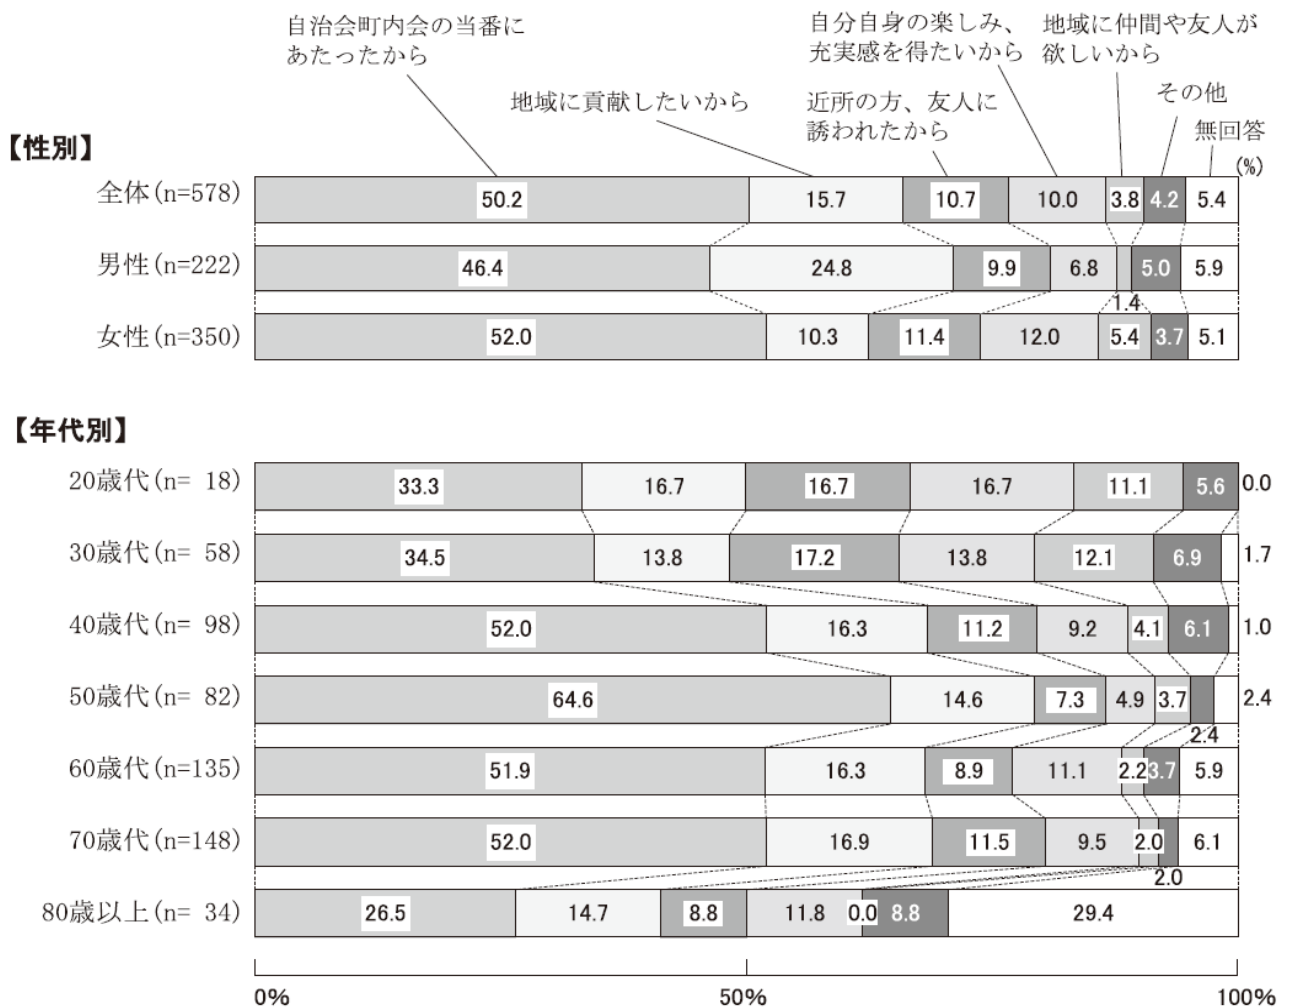 自治会町内会の当番に
あたったから
地域に貢献したいから
近所の方、友人に
誘われたから
自分自身の楽しみ、
充実感を得たいから
地域に仲間や友人が
欲しいから
その他
無回答
(%)
【性別】
全体(n=578) 50.2 15.7 10.7 10.0 3.8 4.2 5.4
男性(n=222) 46.4 24.8 9.9 6.8 1.4 5.0 5.9
女性(n=350) 52.0 10.3 11.4 12.0 5.4 3.7 5.1
【年代別】
20歳代(n= 18) 33.3 16.7 16.7 16.7 11.1 5.6 0.0
30歳代(n= 58) 34.5 13.8 17.2 13.8 12.1 6.9 1.7
40歳代(n= 98) 52.0 16.3 11.2 9.2 4.1 6.1 1.0
50歳代(n= 82) 64.6 14.6 7.3 4.9 3.7 2.4 2.4
60歳代(n=135) 51.9 16.3 8.9 11.1 2.2 3.7 5.9
70歳代(n=148) 52.0 16.9 11.5 9.5 2.0 2.0 6.1
80歳以上(n= 34) 26.5 14.7 8.8 11.8 0.0 8.8 29.4
0% 50% 100%